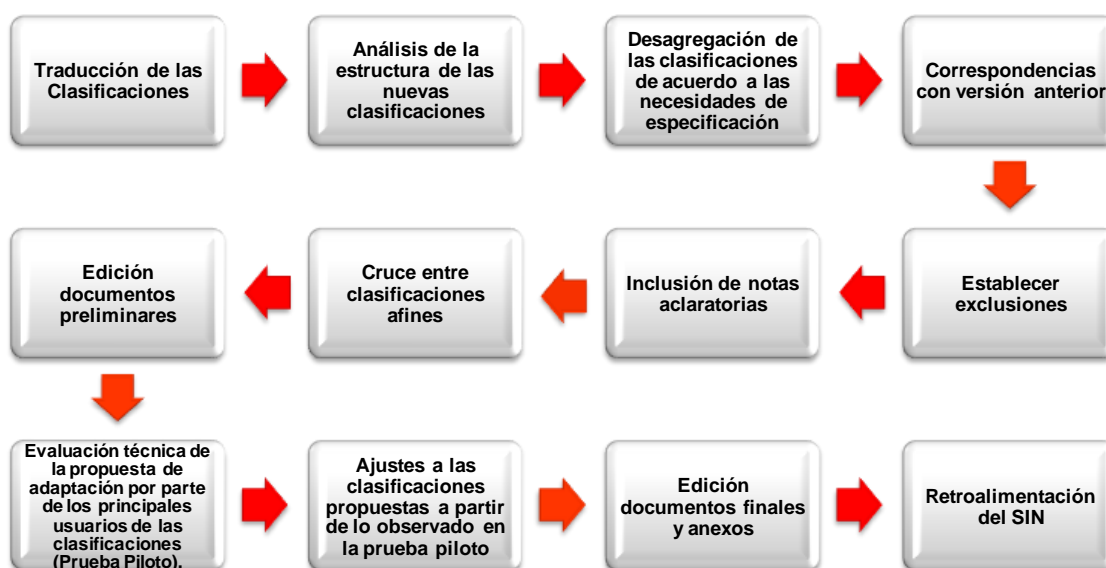 Traducción de las
Clasificaciones
Análisis de la
estructura de las
nuevas
clasificaciones
Desagregación de
las clasificaciones
de acuerdo a las
necesidades de
especificación
Correspondencias
con versión anterior
Establecer
exclusiones
Inclusión de notas
aclaratorias
Cruce entre
clasificaciones
afines
Edición
documentos
preliminares
Evaluación técnica de
la propuesta de
adaptación por parte
de los principales
usuarios de las
clasificaciones
(Prueba Piloto).
Ajustes a las
clasificaciones
propuestas a partir
de lo observado en
la prueba piloto
Edición
documentos finales
y anexos
Retroalimentación
del SIN